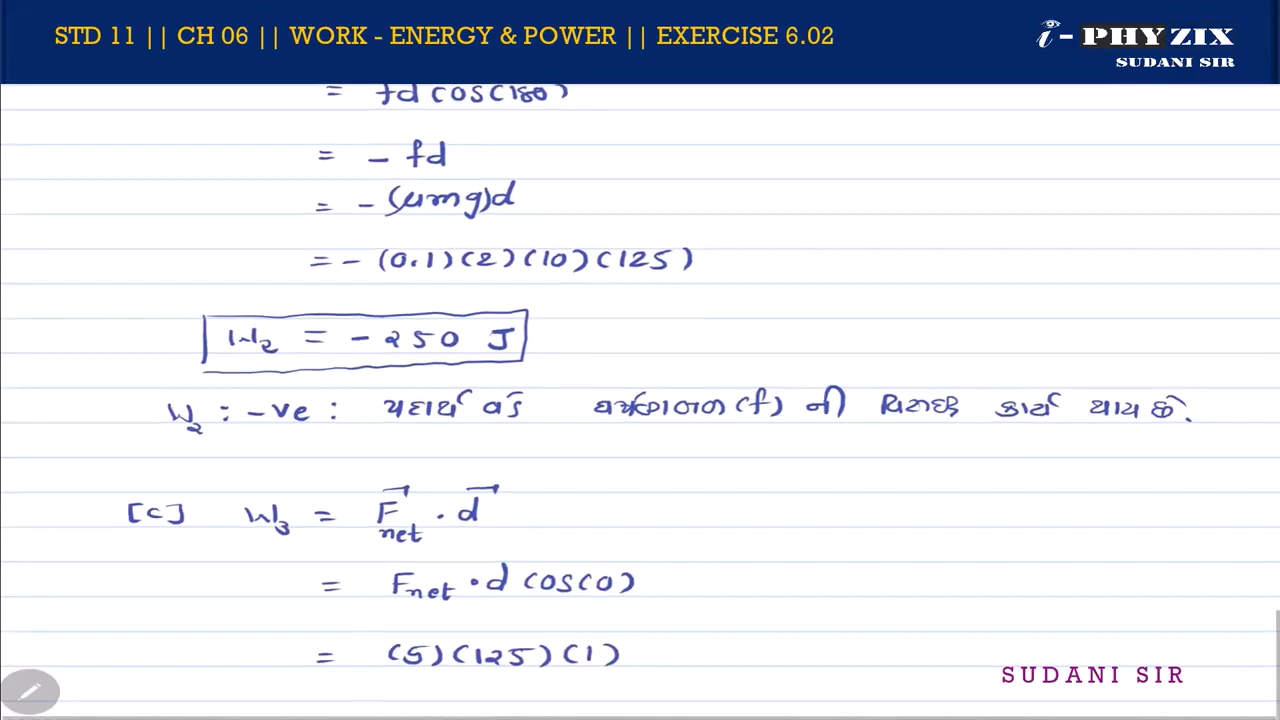 STD 11 || CH 06 || WORK - ENERGY & POWER || EXERCISE 6.02
i - PHYZIX
SUDANI SIR
= fd cos(180)
= - fd
= - (μmg)d
= - (0.1)(2)(10)(125)
W₂ = - 250 J
W₂ : -ve : પદાર્થ વડે ઘર્ષણબળ (f) ની વિરુદ્ધ કાર્ય થાય છે.
[C] W₃ = F⃗net · d⃗
= Fnet · d cos(0)
= (5)(125)(1)
SUDANI SIR